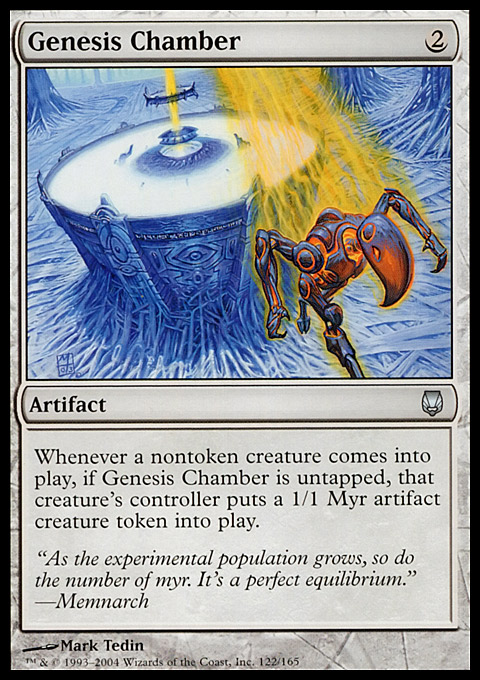 Genesis Chamber 2
Artifact
Whenever a nontoken creature comes into
play, if Genesis Chamber is untapped, that
creature's controller puts a 1/1 Myr artifact
creature token into play.
“As the experimental population grows, so do
the number of myr. It's a perfect equilibrium.”
—Memnarch
Mark Tedin
™ & © 1993–2004 Wizards of the Coast, Inc. 122/165